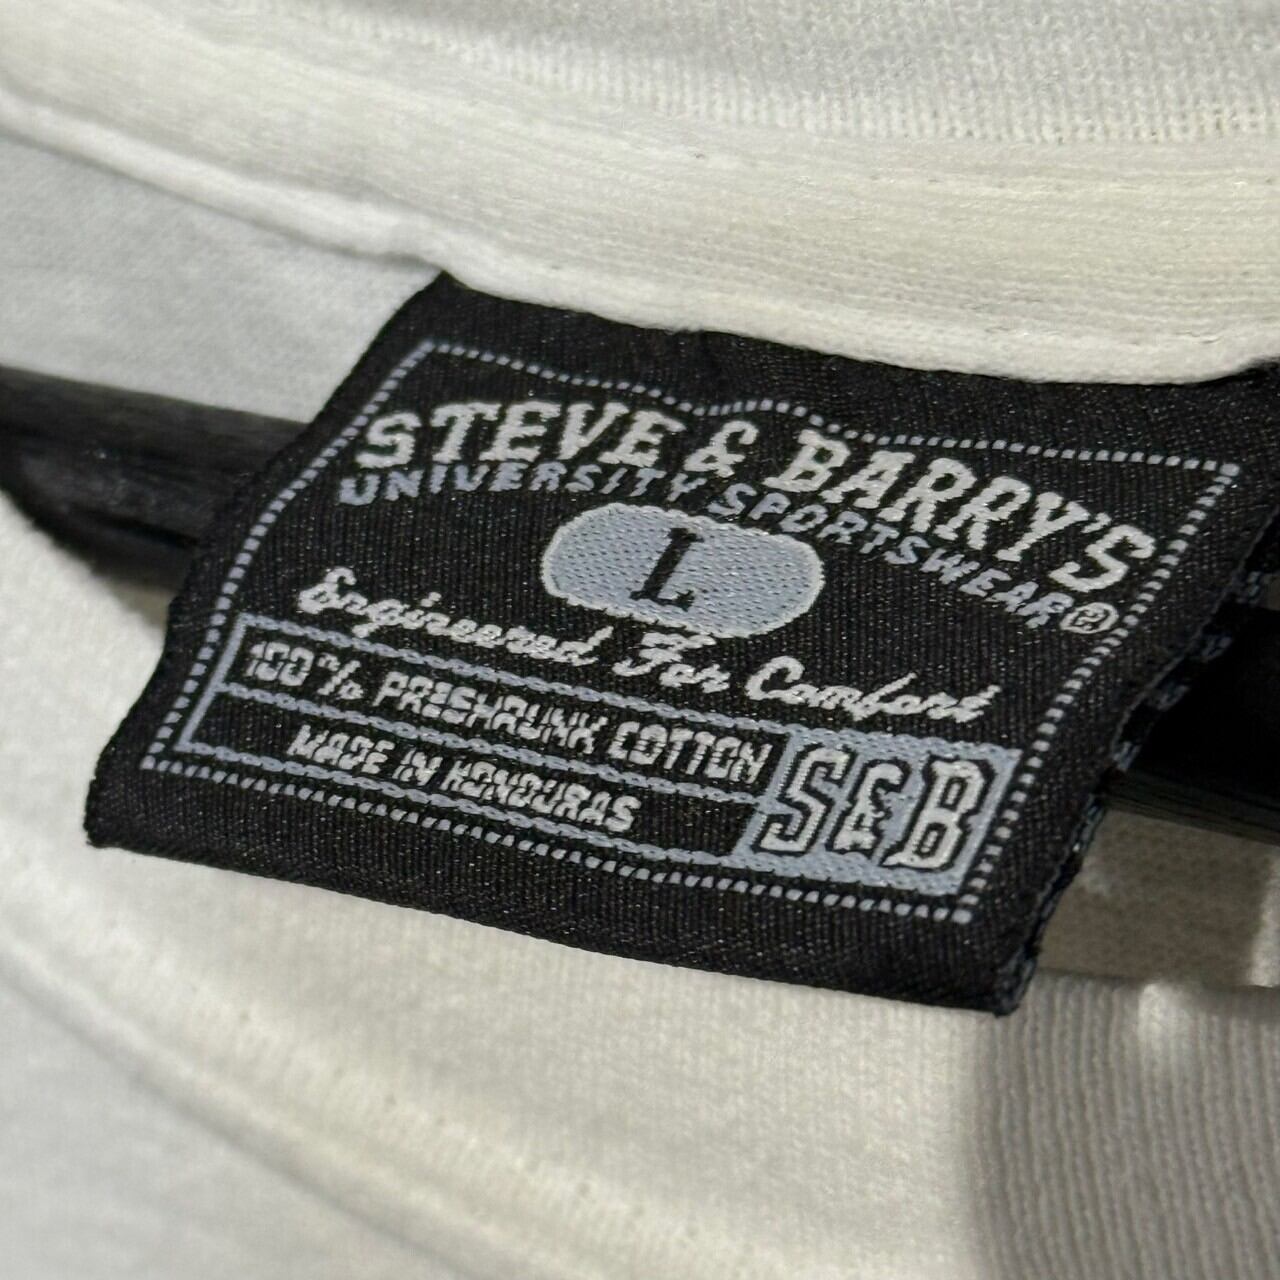 STEVE & BARRY'S
UNIVERSITY SPORTSWEAR®
L
Engineered For Comfort
100% PRESHRUNK COTTON
MADE IN HONDURAS
S&B